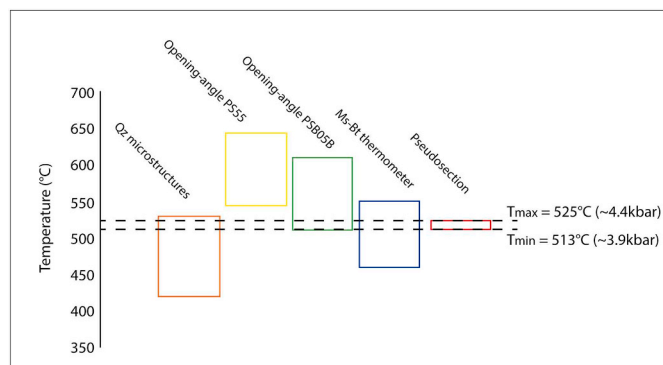 Opening-angle PS55
Opening-angle PSB05B
Qz microstructures
Ms-Bt thermometer
Pseudosection
Temperature (°C)
700
650
600
550
500
450
400
350
Tmax = 525°C (~4.4kbar)
Tmin = 513°C (~3.9kbar)